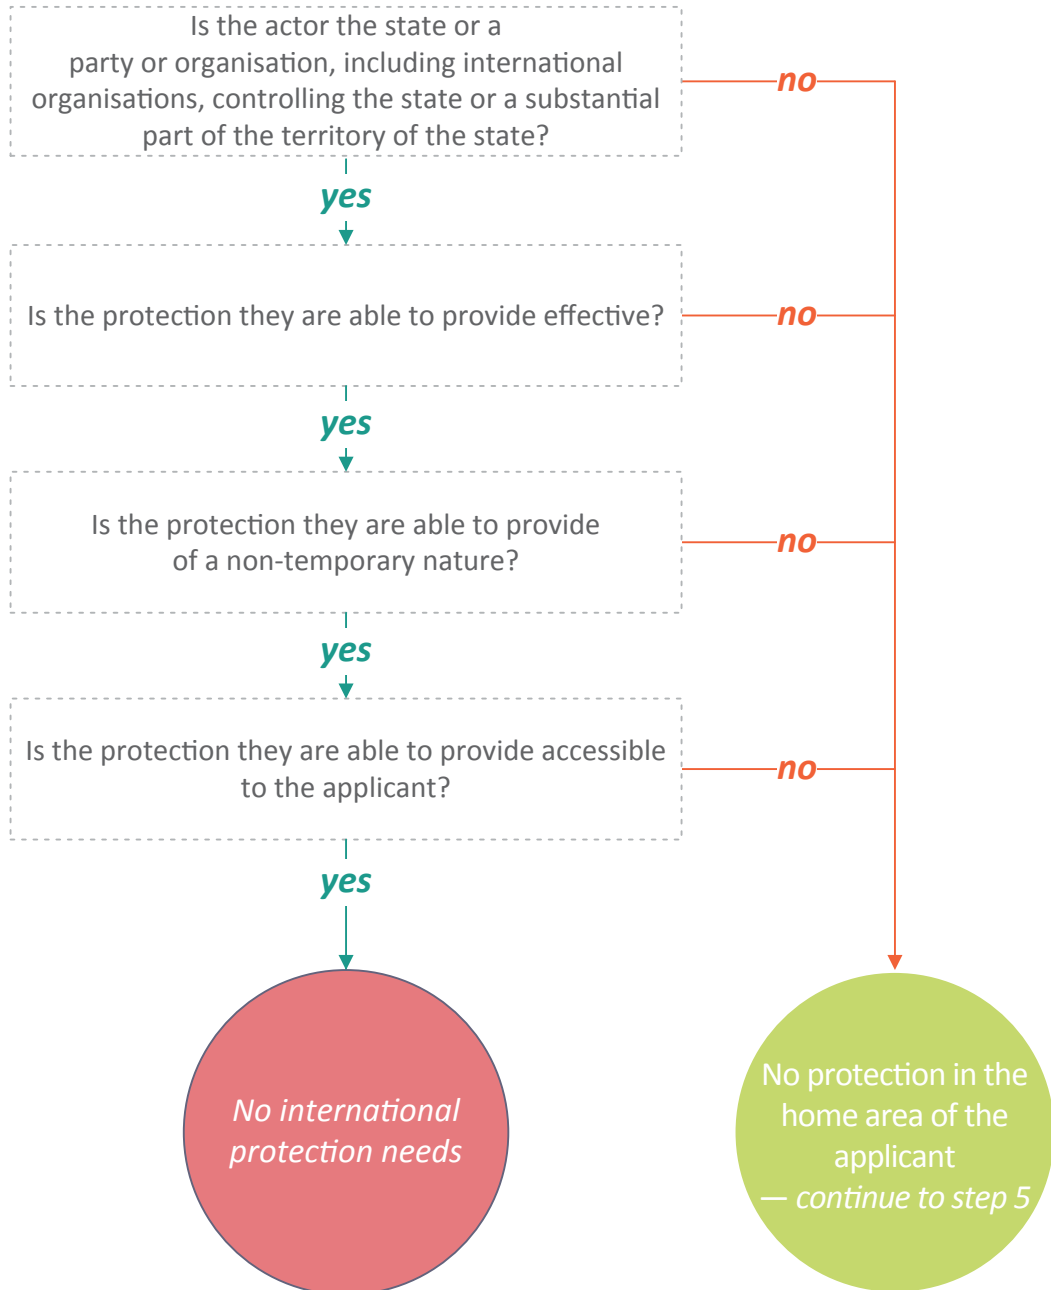 Is the actor the state or a
party or organisation, including international
organisations, controlling the state or a substantial
part of the territory of the state?
no
yes
Is the protection they are able to provide effective?
no
yes
Is the protection they are able to provide
of a non-temporary nature?
no
yes
Is the protection they are able to provide accessible
to the applicant?
no
yes
No international
protection needs
No protection in the
home area of the
applicant
— continue to step 5